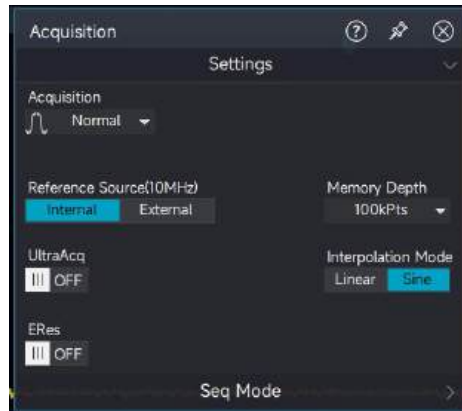 Acquisition
Settings
Acquisition
Normal
Reference Source(10MHz)
Memory Depth
Internal External
100kPts
UltraAcq
Interpolation Mode
OFF
Linear Sine
ERes
OFF
Seq Mode